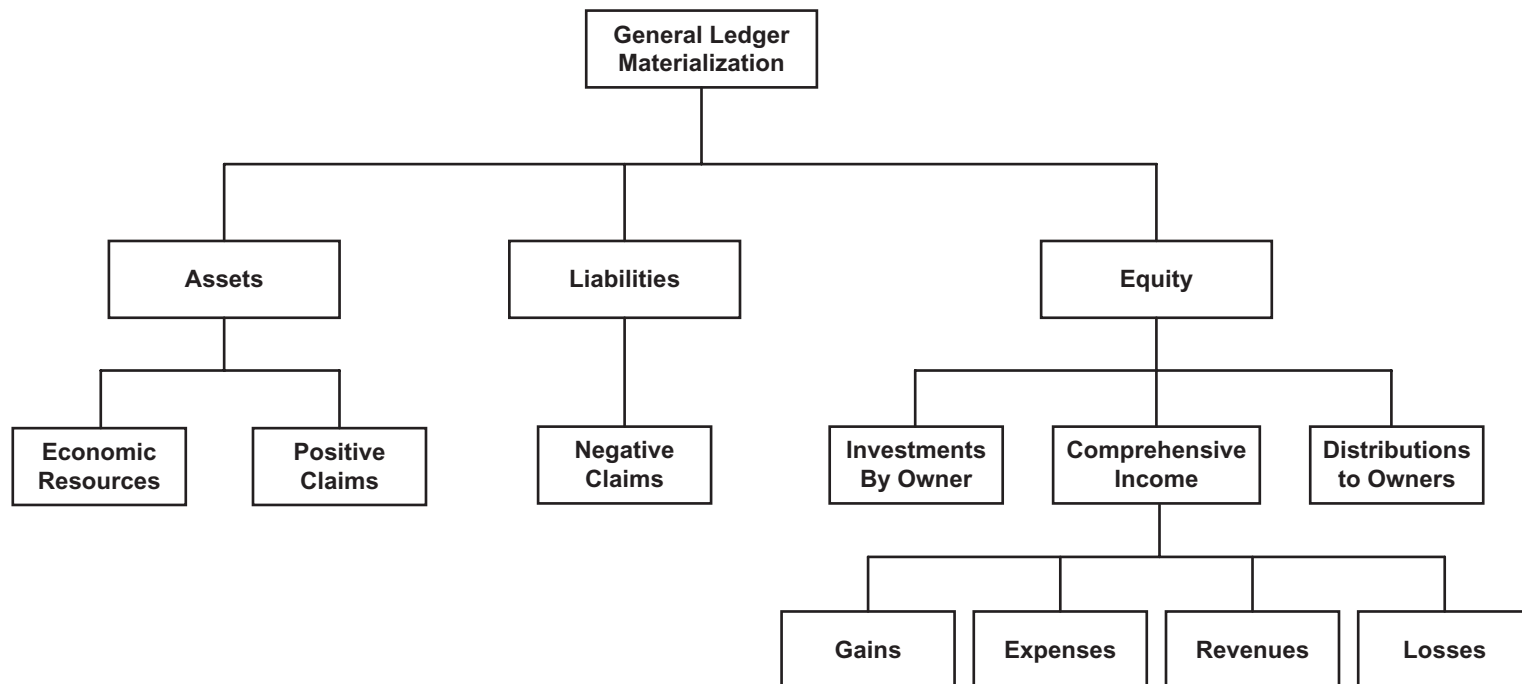 General Ledger
Materialization
Assets
Liabilities
Equity
Economic
Resources
Positive
Claims
Negative
Claims
Investments
By Owner
Comprehensive
Income
Distributions
to Owners
Gains
Expenses
Revenues
Losses